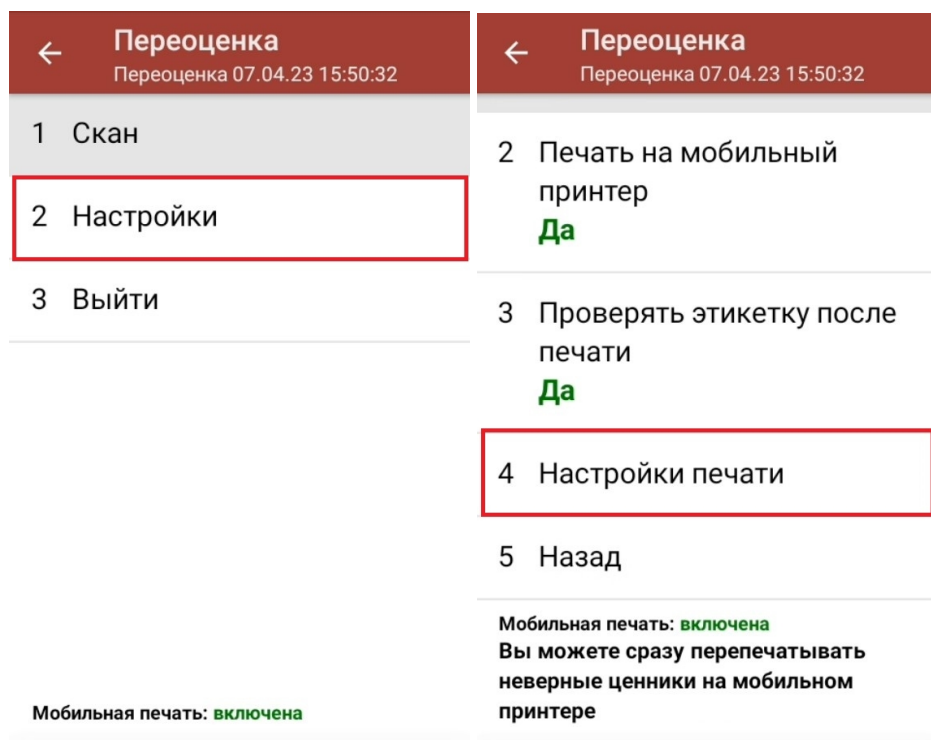 Переоценка
Переоценка 07.04.23 15:50:32
1 Скан
2 Настройки
3 Выйти
Мобильная печать: включена
Переоценка
Переоценка 07.04.23 15:50:32
2 Печать на мобильный
принтер
Да
3 Проверять этикетку после
печати
Да
4 Настройки печати
5 Назад
Мобильная печать: включена
Вы можете сразу перепечатывать
неверные ценники на мобильном
принтере